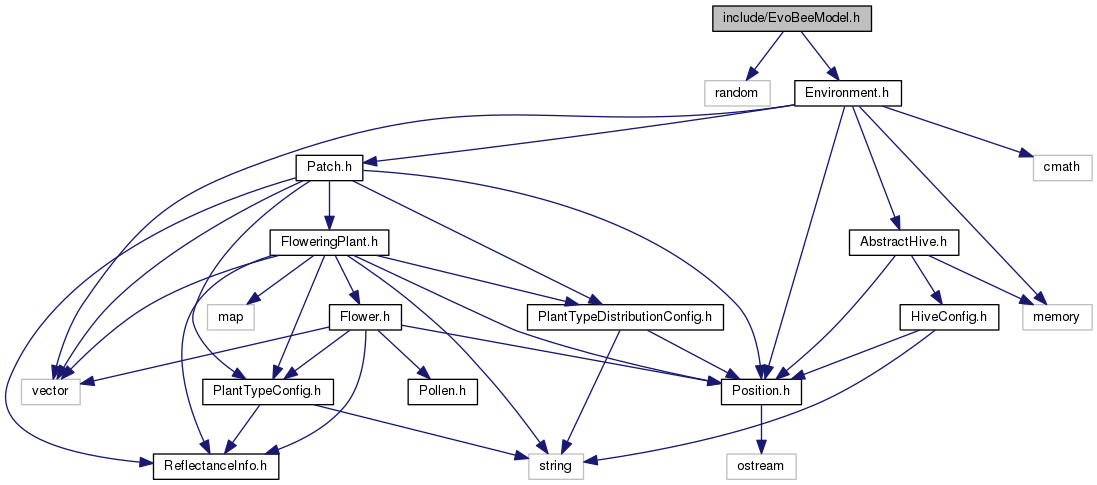 include/EvoBeeModel.h
random
Environment.h
Patch.h
cmath
FloweringPlant.h
AbstractHive.h
map
Flower.h
PlantTypeDistributionConfig.h
HiveConfig.h
memory
vector
PlantTypeConfig.h
Pollen.h
Position.h
ReflectanceInfo.h
string
ostream